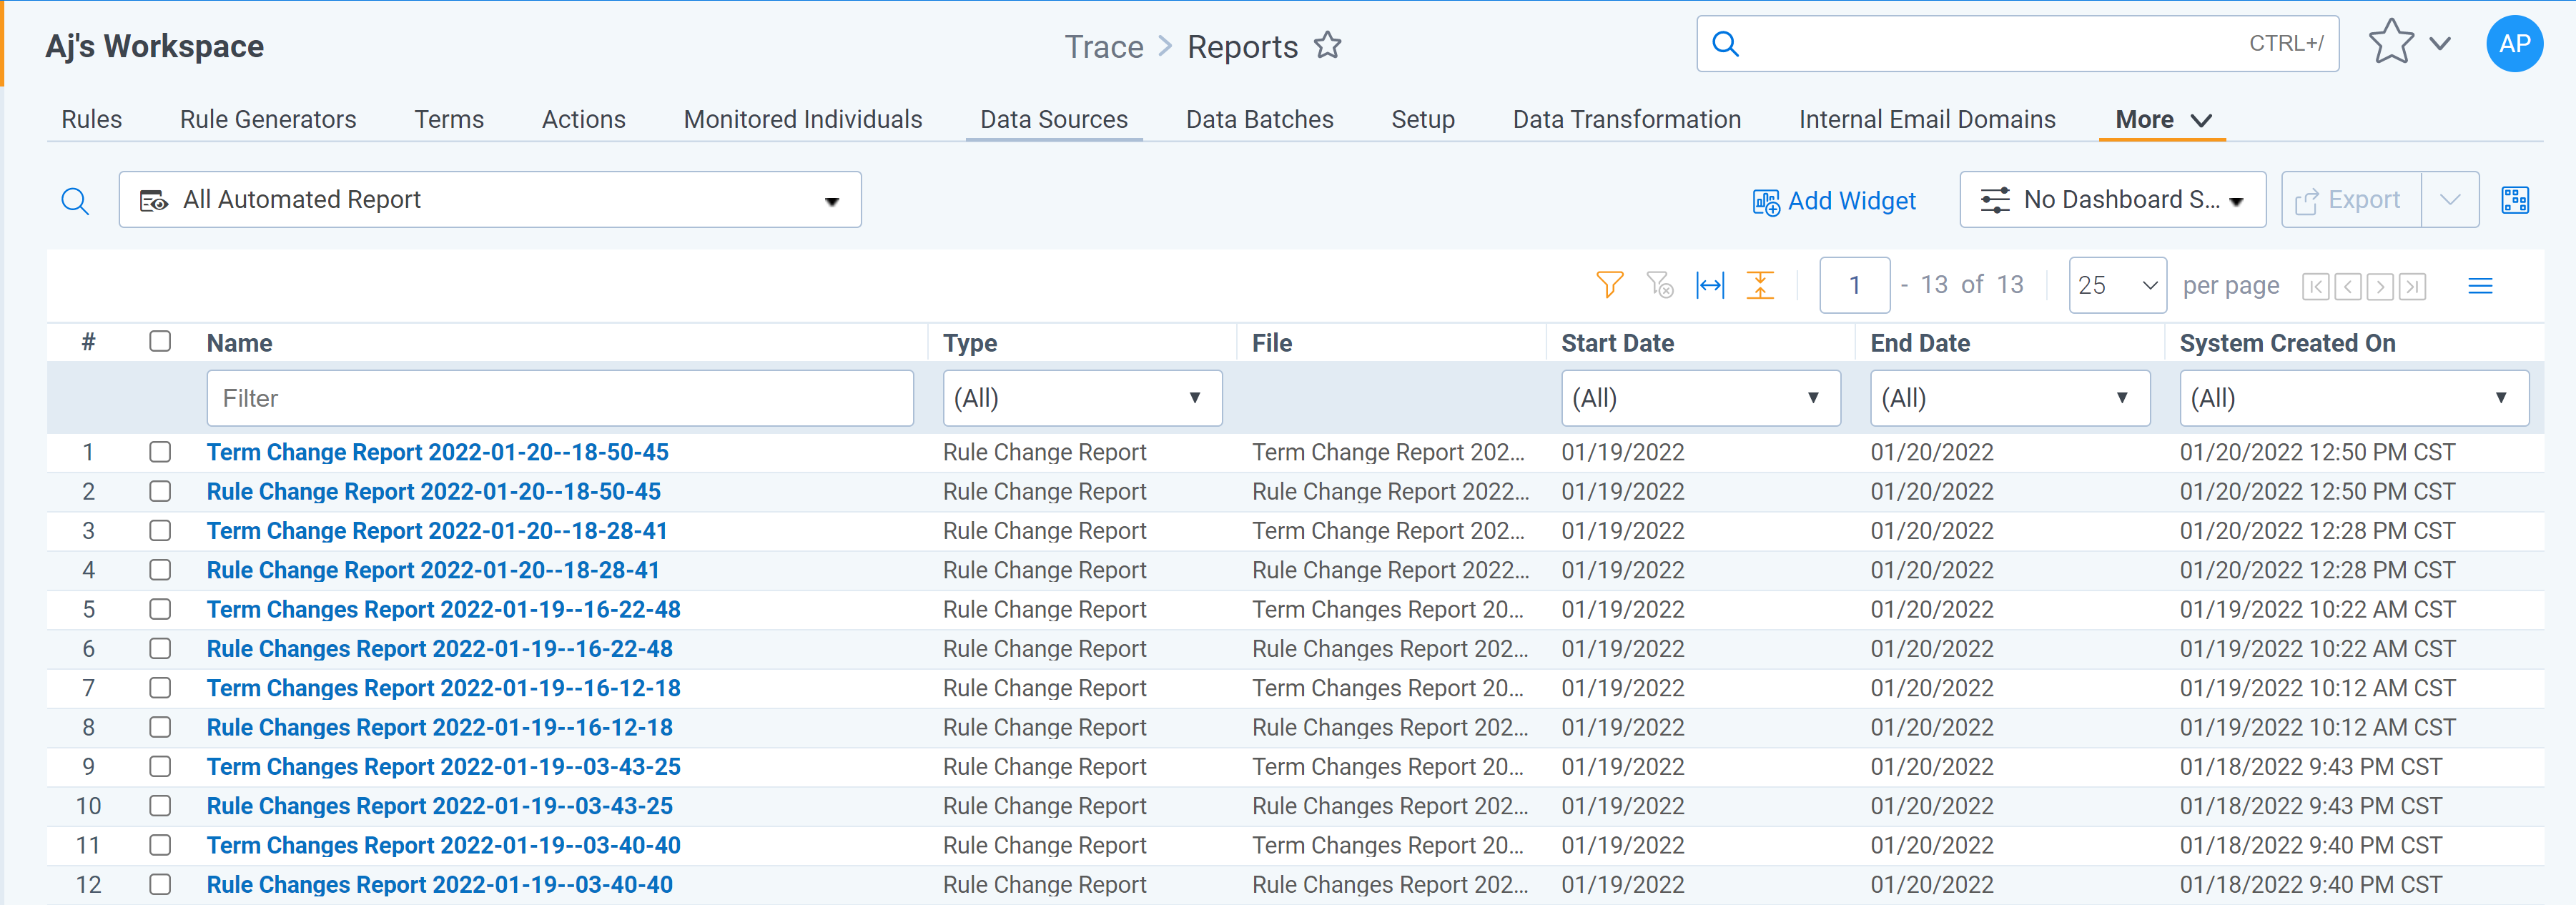 Aj's Workspace
Trace > Reports
CTRL+/
AP
Rules Rule Generators Terms Actions Monitored Individuals Data Sources Data Batches Setup Data Transformation Internal Email Domains More
All Automated Report
Add Widget
No Dashboard S...
Export
1 - 13 of 13 25 per page
# Name Type File Start Date End Date System Created On
Filter (All) (All) (All) (All)
1 Term Change Report 2022-01-20--18-50-45 Rule Change Report Term Change Report 202... 01/19/2022 01/20/2022 01/20/2022 12:50 PM CST
2 Rule Change Report 2022-01-20--18-50-45 Rule Change Report Rule Change Report 2022... 01/19/2022 01/20/2022 01/20/2022 12:50 PM CST
3 Term Change Report 2022-01-20--18-28-41 Rule Change Report Term Change Report 202... 01/19/2022 01/20/2022 01/20/2022 12:28 PM CST
4 Rule Change Report 2022-01-20--18-28-41 Rule Change Report Rule Change Report 2022... 01/19/2022 01/20/2022 01/20/2022 12:28 PM CST
5 Term Changes Report 2022-01-19--16-22-48 Rule Change Report Term Changes Report 20... 01/19/2022 01/20/2022 01/19/2022 10:22 AM CST
6 Rule Changes Report 2022-01-19--16-22-48 Rule Change Report Rule Changes Report 202... 01/19/2022 01/20/2022 01/19/2022 10:22 AM CST
7 Term Changes Report 2022-01-19--16-12-18 Rule Change Report Term Changes Report 20... 01/19/2022 01/20/2022 01/19/2022 10:12 AM CST
8 Rule Changes Report 2022-01-19--16-12-18 Rule Change Report Rule Changes Report 202... 01/19/2022 01/20/2022 01/19/2022 10:12 AM CST
9 Term Changes Report 2022-01-19--03-43-25 Rule Change Report Term Changes Report 20... 01/19/2022 01/20/2022 01/18/2022 9:43 PM CST
10 Rule Changes Report 2022-01-19--03-43-25 Rule Change Report Rule Changes Report 202... 01/19/2022 01/20/2022 01/18/2022 9:43 PM CST
11 Term Changes Report 2022-01-19--03-40-40 Rule Change Report Term Changes Report 20... 01/19/2022 01/20/2022 01/18/2022 9:40 PM CST
12 Rule Changes Report 2022-01-19--03-40-40 Rule Change Report Rule Changes Report 202... 01/19/2022 01/20/2022 01/18/2022 9:40 PM CST